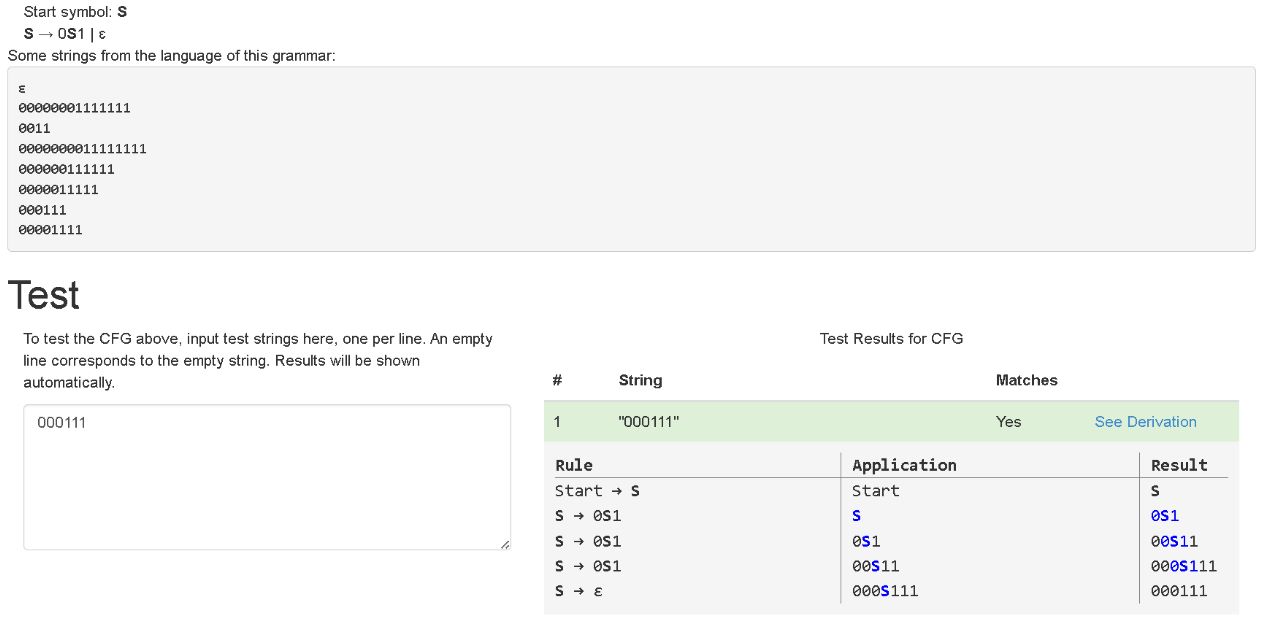 Start symbol: S
S → 0S1 | ε
Some strings from the language of this grammar:
ε
00000001111111
0011
0000000011111111
000000111111
0000011111
000111
00001111
Test
To test the CFG above, input test strings here, one per line. An empty
line corresponds to the empty string. Results will be shown
automatically.
000111
Test Results for CFG
# String Matches
1 "000111" Yes See Derivation
Rule Application Result
Start → S Start S
S → 0S1 S 0S1
S → 0S1 0S1 00S11
S → 0S1 00S11 000S111
S → ε 000S111 000111